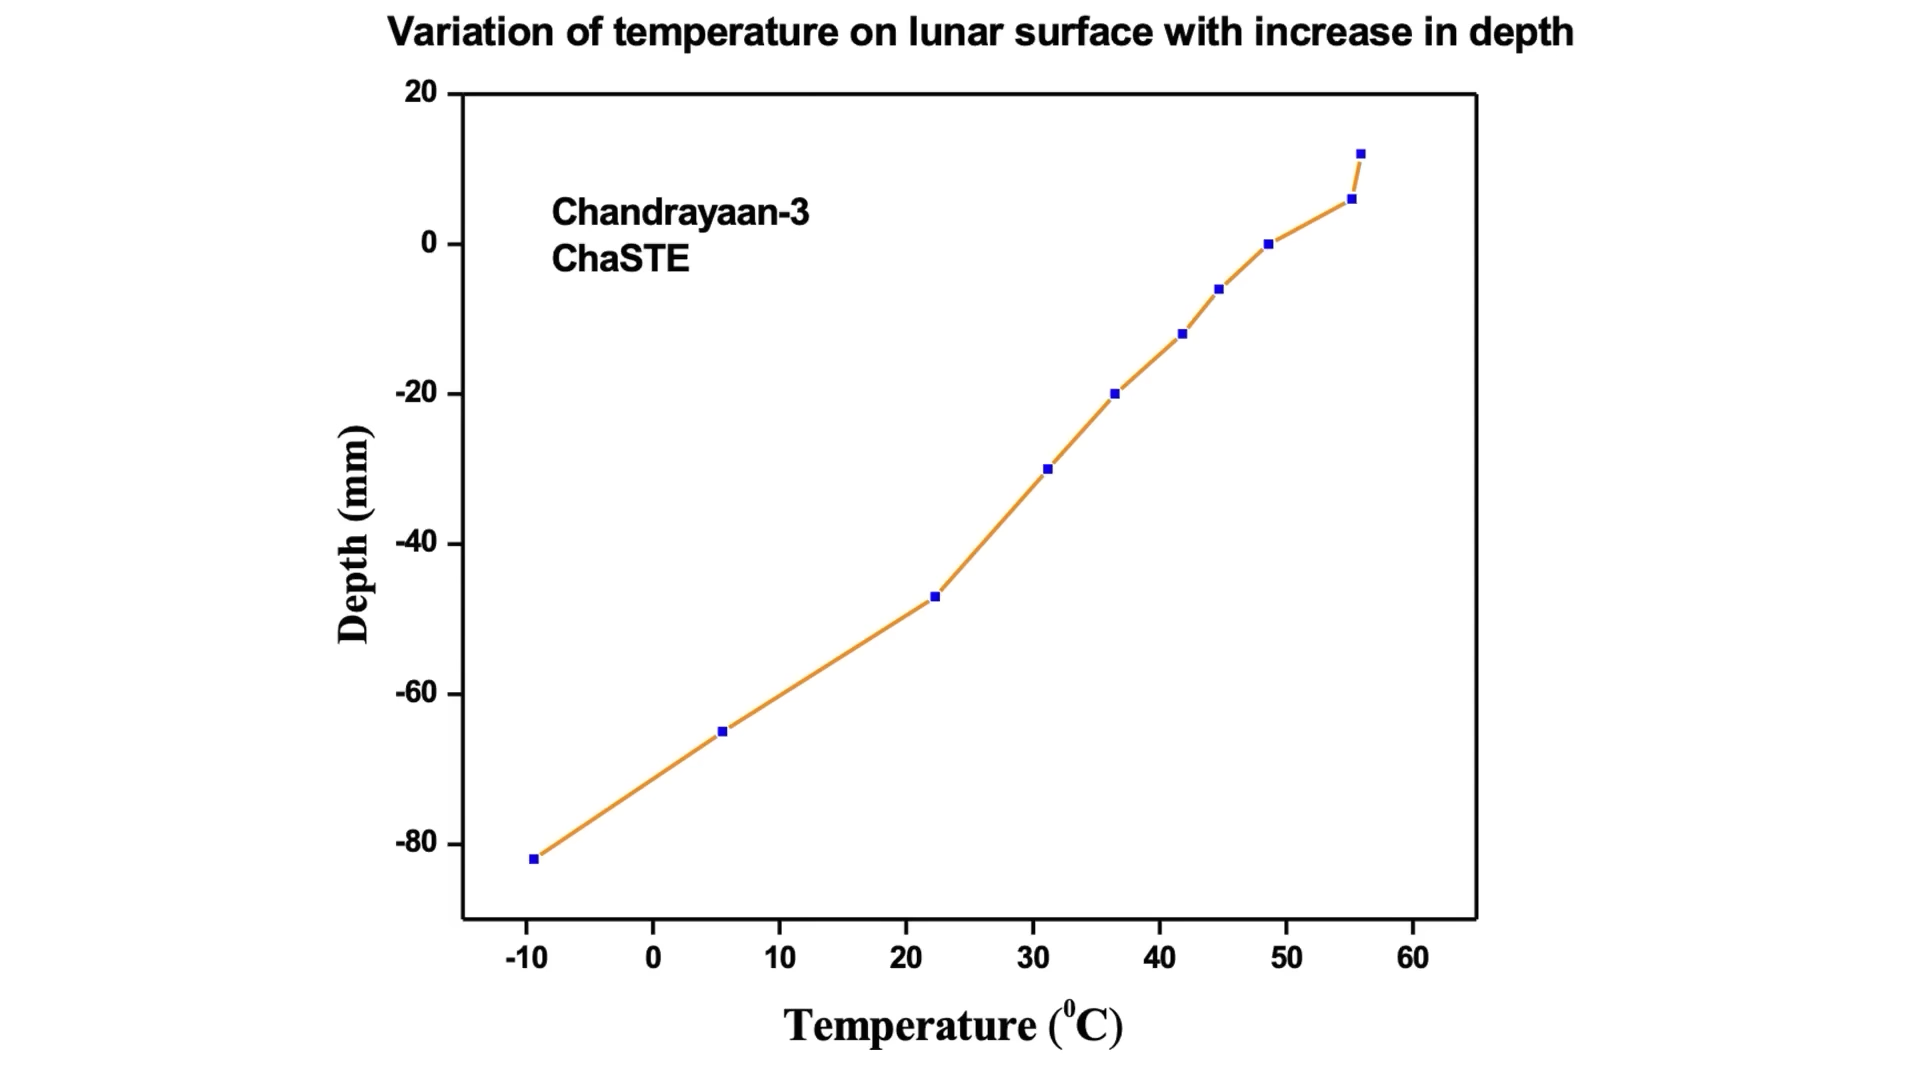 Variation of temperature on lunar surface with increase in depth
20
Chandrayaan-3
ChaSTE
0
-20
-40
-60
-80
Depth (mm)
-10 0 10 20 30 40 50 60
Temperature (⁰C)